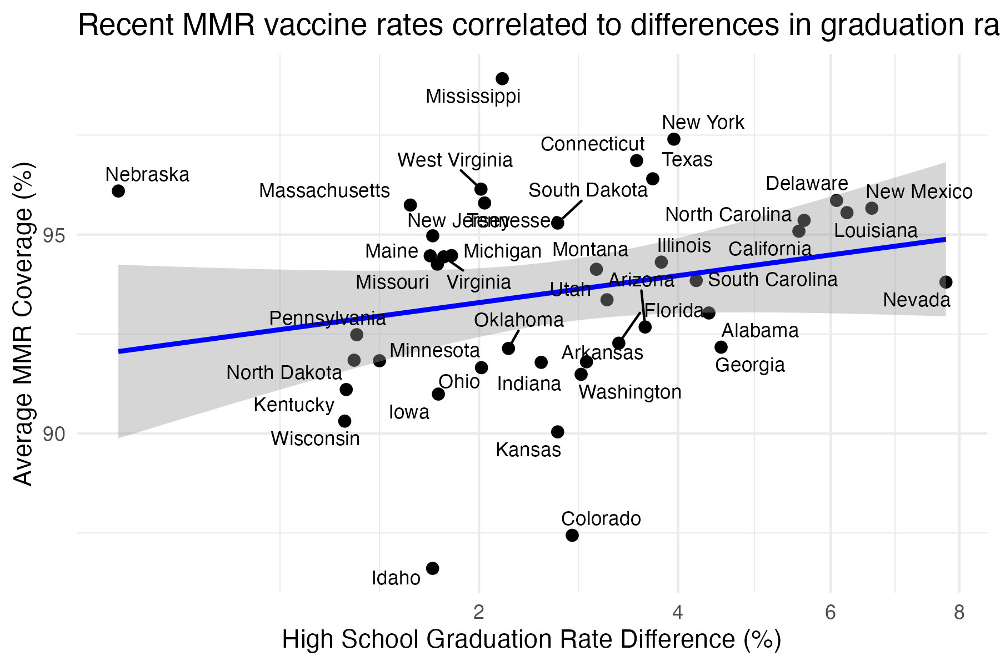 Recent MMR vaccine rates correlated to differences in graduation ra
Mississippi
New York
Connecticut
West Virginia
Texas
Nebraska
Delaware
Massachusetts
South Dakota
New Mexico
North Carolina
New Jersey
Tennessee
Louisiana
95
Illinois
California
Maine
Michigan
Montana
Missouri
Virginia
Arizona
South Carolina
Utah
Nevada
Florida
Pennsylvania
Oklahoma
Alabama
Minnesota
Arkansas
Georgia
North Dakota
Ohio
Indiana
Washington
Kentucky
Iowa
90
Wisconsin
Kansas
Colorado
Idaho
2
4
6
8
High School Graduation Rate Difference (%)
Average MMR Coverage (%)